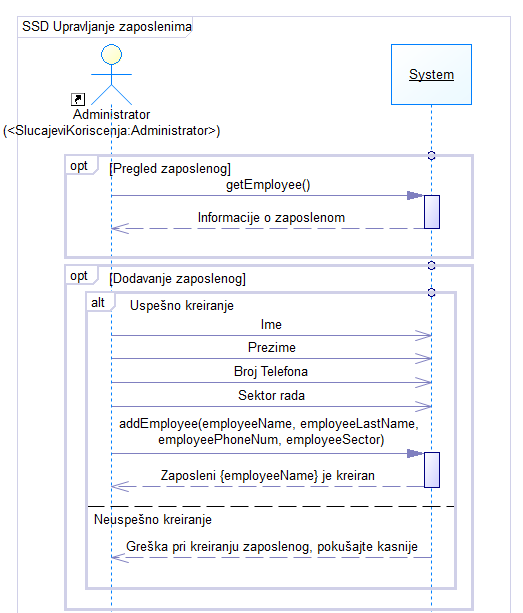 SSD Upravljanje zaposlenima
System
Administrator
(<SlucajeviKoriscenja:Administrator>)
opt
[Pregled zaposlenog]
getEmployee()
Informacije o zaposlenom
opt
[Dodavanje zaposlenog]
alt
Uspešno kreiranje
Ime
Prezime
Broj Telefona
Sektor rada
addEmployee(employeeName, employeeLastName,
employeePhoneNum, employeeSector)
Zaposleni {employeeName} je kreiran
Neuspešno kreiranje
Greška pri kreiranju zaposlenog, pokušajte kasnije